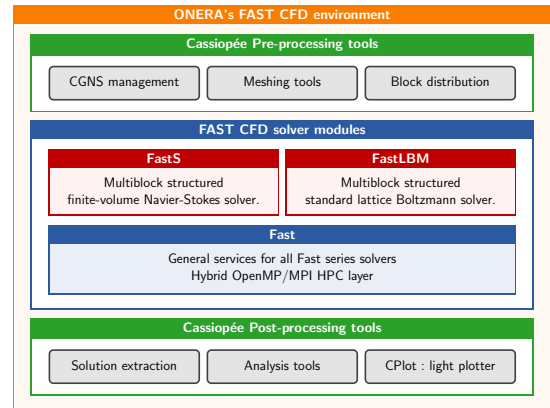 ONERA's FAST CFD environment
Cassiopée Pre-processing tools
CGNS management
Meshing tools
Block distribution
FAST CFD solver modules
FastS
Multiblock structured
finite-volume Navier-Stokes solver.
FastLBM
Multiblock structured
standard lattice Boltzmann solver.
Fast
General services for all Fast series solvers
Hybrid OpenMP/MPI HPC layer
Cassiopée Post-processing tools
Solution extraction
Analysis tools
CPlot : light plotter